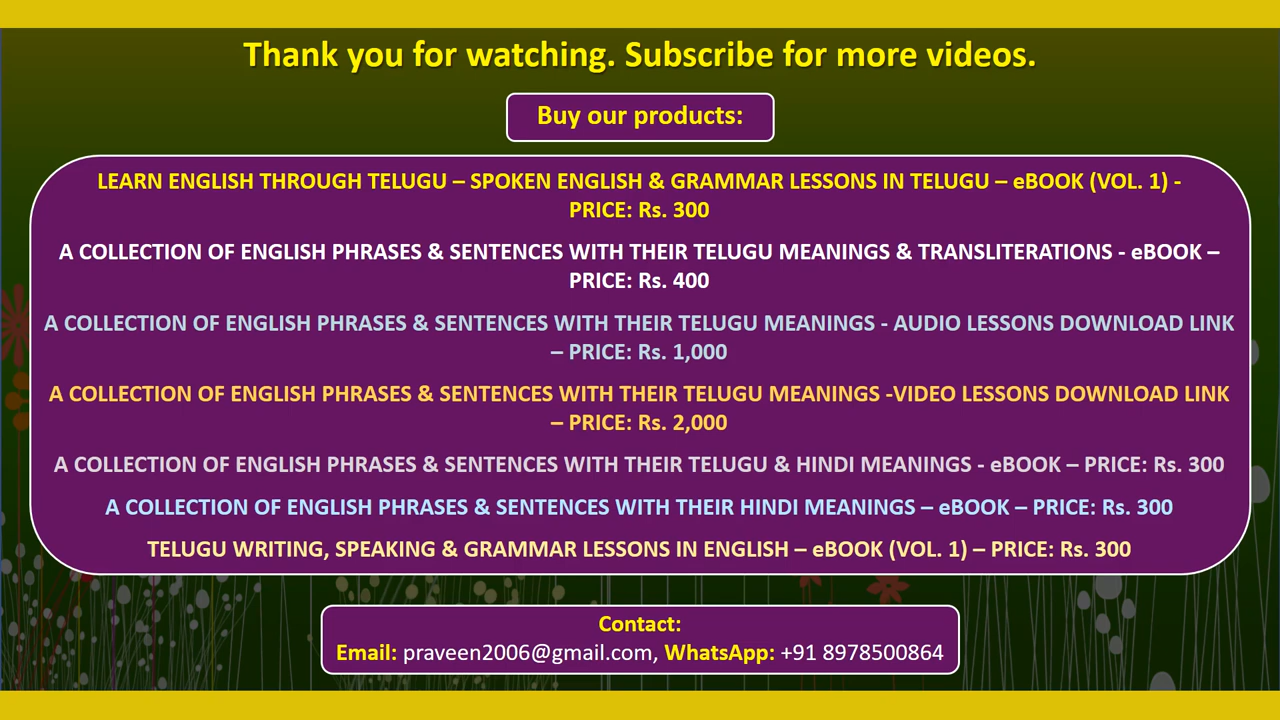 Thank you for watching. Subscribe for more videos.
Buy our products:
LEARN ENGLISH THROUGH TELUGU – SPOKEN ENGLISH & GRAMMAR LESSONS IN TELUGU – eBOOK (VOL. 1) -
PRICE: Rs. 300
A COLLECTION OF ENGLISH PHRASES & SENTENCES WITH THEIR TELUGU MEANINGS & TRANSLITERATIONS - eBOOK –
PRICE: Rs. 400
A COLLECTION OF ENGLISH PHRASES & SENTENCES WITH THEIR TELUGU MEANINGS - AUDIO LESSONS DOWNLOAD LINK
– PRICE: Rs. 1,000
A COLLECTION OF ENGLISH PHRASES & SENTENCES WITH THEIR TELUGU MEANINGS -VIDEO LESSONS DOWNLOAD LINK
– PRICE: Rs. 2,000
A COLLECTION OF ENGLISH PHRASES & SENTENCES WITH THEIR TELUGU & HINDI MEANINGS - eBOOK – PRICE: Rs. 300
A COLLECTION OF ENGLISH PHRASES & SENTENCES WITH THEIR HINDI MEANINGS – eBOOK – PRICE: Rs. 300
TELUGU WRITING, SPEAKING & GRAMMAR LESSONS IN ENGLISH – eBOOK (VOL. 1) – PRICE: Rs. 300
Contact:
Email: praveen2006@gmail.com, WhatsApp: +91 8978500864